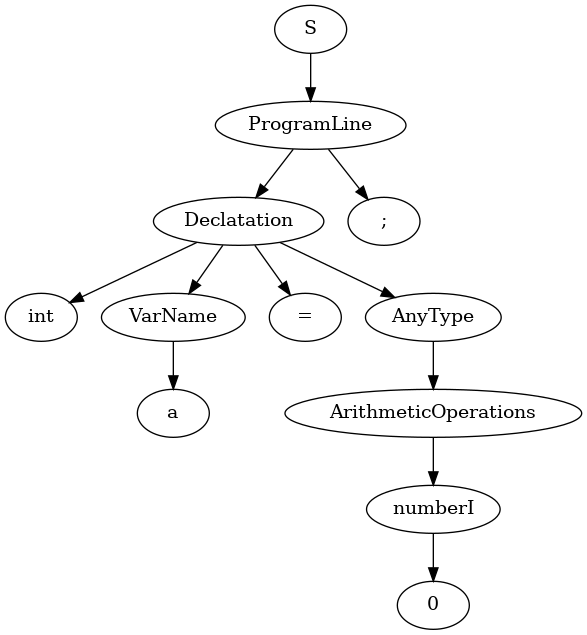 S
ProgramLine
Declatation
;
int
VarName
=
AnyType
a
ArithmeticOperations
numberI
0